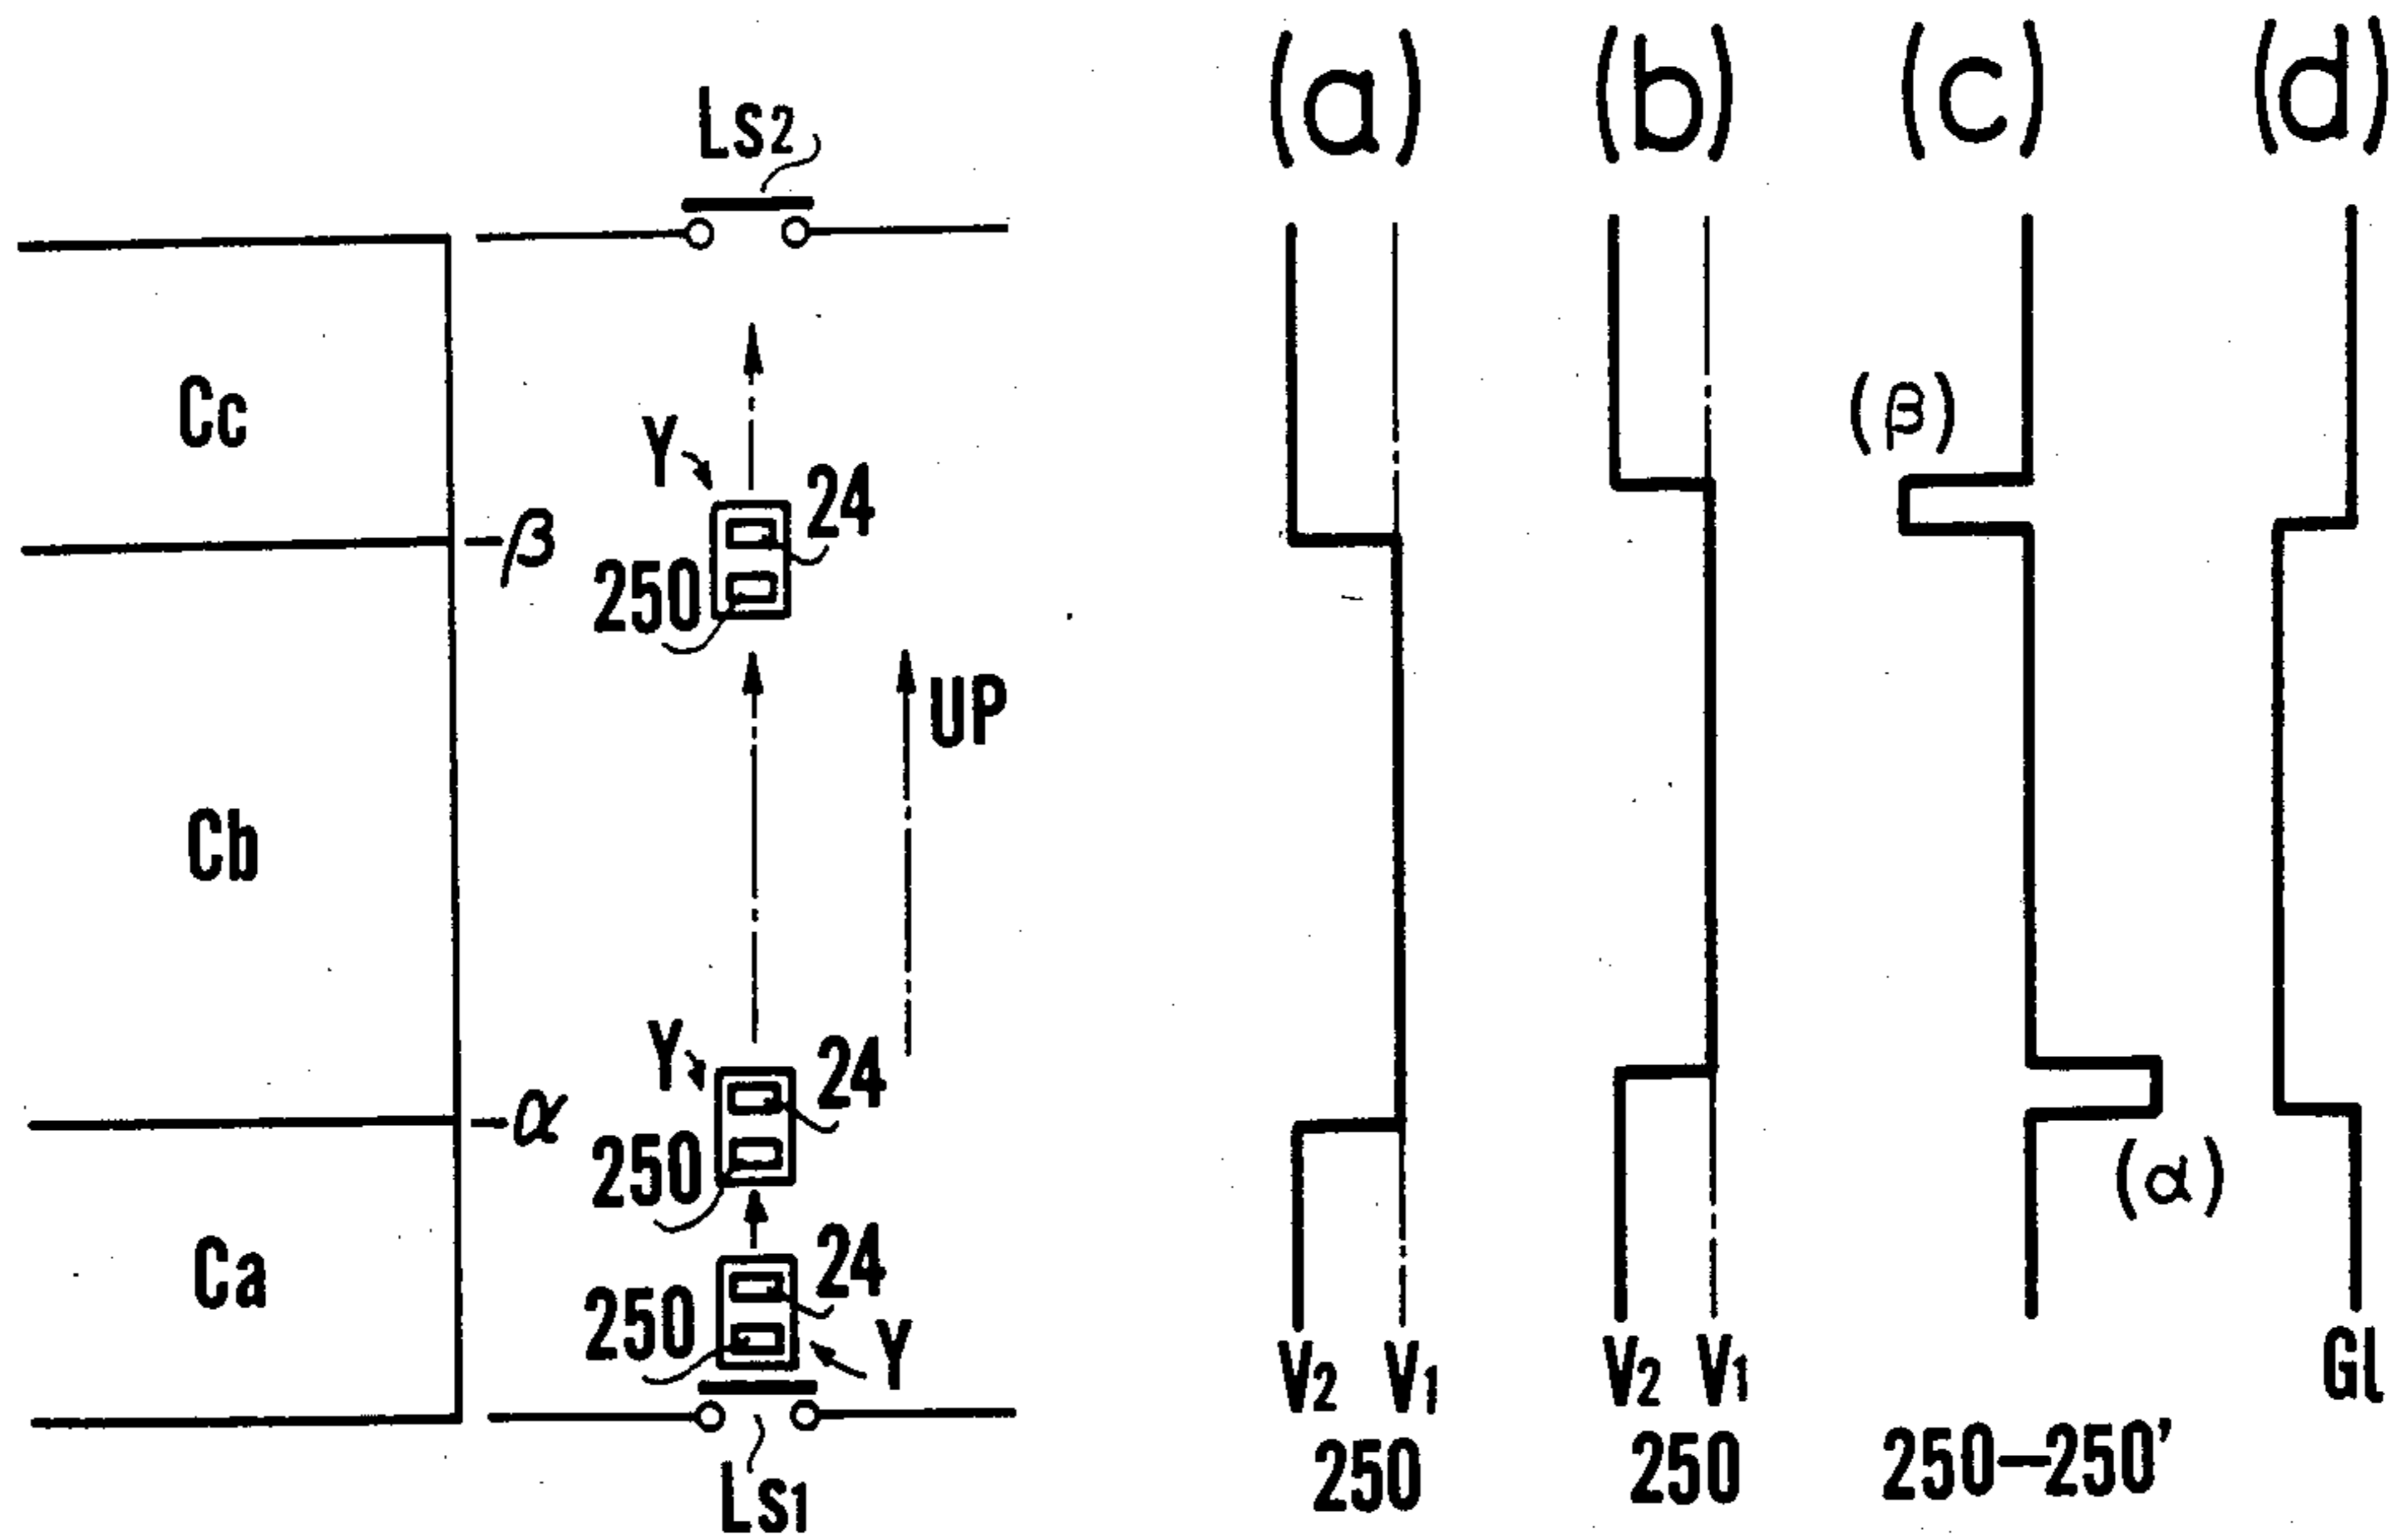 (a) (b) (c) (d)
LS2
Cc
Y
24
(β)
β
250
UP
Cb
Y
24
α
250
(α)
24
Ca
250
Y
V2 V1 V2 V1 Gl
250 250 250–250'
LS1